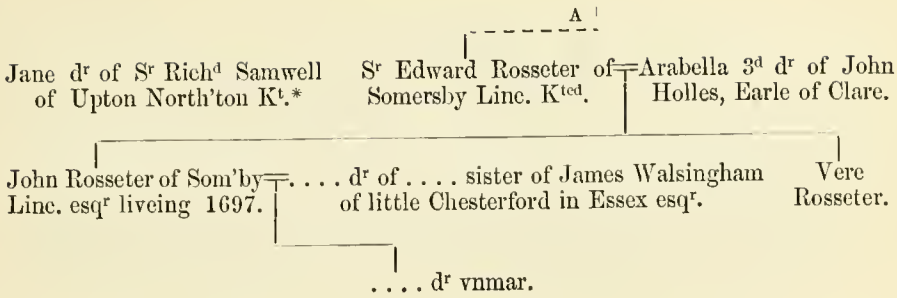 A
Jane dʳ of Sʳ Richᵈ Samwell
of Upton North'ton Kᵗ.*
Sʳ Edward Rosseter of
Somersby Linc. Kᵗᵉᵈ.
Arabella 3ᵈ dʳ of John
Holles, Earle of Clare.
John Rosseter of Som'by
Linc. esqʳ liveing 1697.
. . . . dʳ of . . . . sister of James Walsingham
of little Chesterford in Essex esqʳ.
Vere
Rosseter.
. . . . dʳ vnmar.